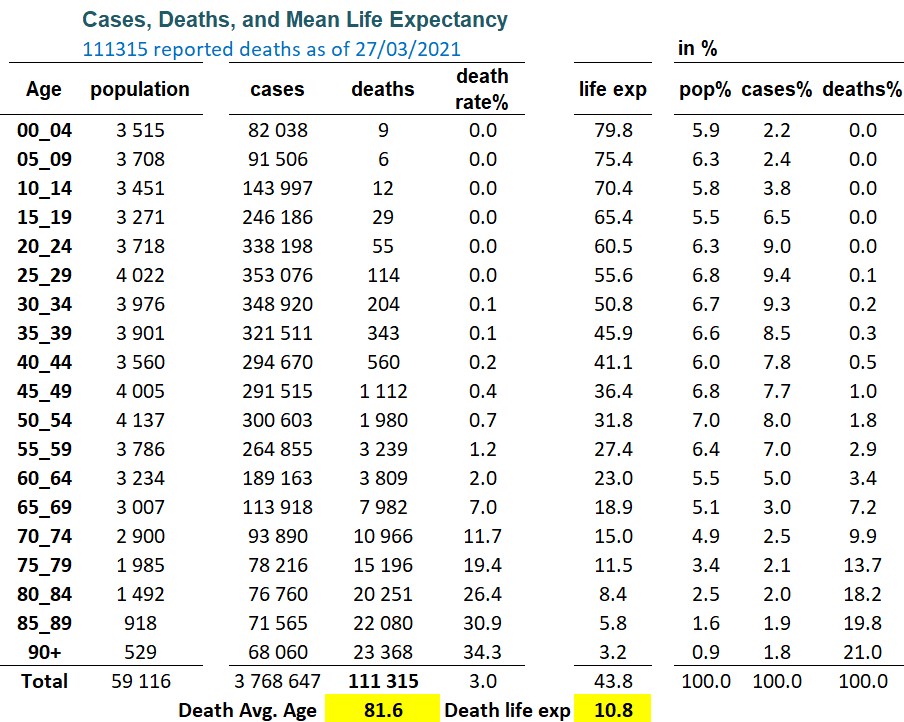 Cases, Deaths, and Mean Life Expectancy
111315 reported deaths as of 27/03/2021 in %
Age population cases deaths death rate% life exp pop% cases% deaths%
00_04 3 515 82 038 9 0.0 79.8 5.9 2.2 0.0
05_09 3 708 91 506 6 0.0 75.4 6.3 2.4 0.0
10_14 3 451 143 997 12 0.0 70.4 5.8 3.8 0.0
15_19 3 271 246 186 29 0.0 65.4 5.5 6.5 0.0
20_24 3 718 338 198 55 0.0 60.5 6.3 9.0 0.0
25_29 4 022 353 076 114 0.0 55.6 6.8 9.4 0.1
30_34 3 976 348 920 204 0.1 50.8 6.7 9.3 0.2
35_39 3 901 321 511 343 0.1 45.9 6.6 8.5 0.3
40_44 3 560 294 670 560 0.2 41.1 6.0 7.8 0.5
45_49 4 005 291 515 1 112 0.4 36.4 6.8 7.7 1.0
50_54 4 137 300 603 1 980 0.7 31.8 7.0 8.0 1.8
55_59 3 786 264 855 3 239 1.2 27.4 6.4 7.0 2.9
60_64 3 234 189 163 3 809 2.0 23.0 5.5 5.0 3.4
65_69 3 007 113 918 7 982 7.0 18.9 5.1 3.0 7.2
70_74 2 900 93 890 10 966 11.7 15.0 4.9 2.5 9.9
75_79 1 985 78 216 15 196 19.4 11.5 3.4 2.1 13.7
80_84 1 492 76 760 20 251 26.4 8.4 2.5 2.0 18.2
85_89 918 71 565 22 080 30.9 5.8 1.6 1.9 19.8
90+ 529 68 060 23 368 34.3 3.2 0.9 1.8 21.0
Total 59 116 3 768 647 111 315 3.0 43.8 100.0 100.0 100.0
Death Avg. Age 81.6 Death life exp 10.8